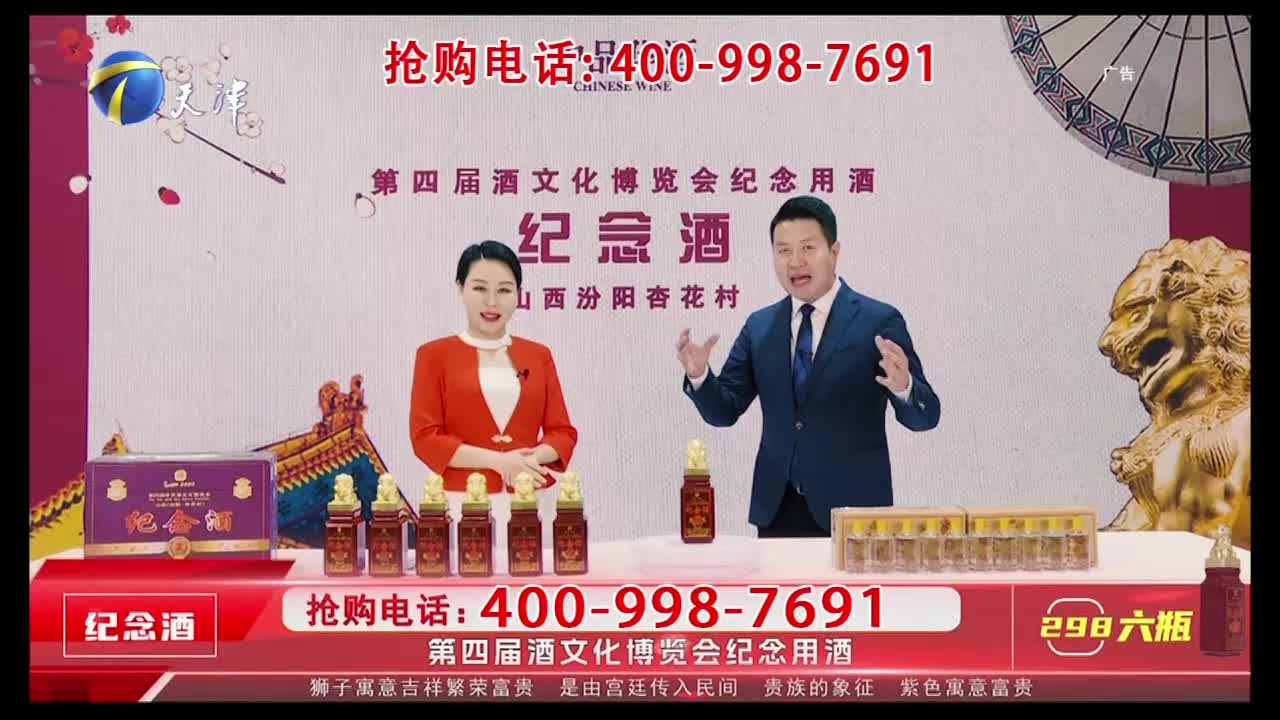 抢购电话:400-998-7691
广告
天津
CHINESE WINE
第四届酒文化博览会纪念用酒
纪念酒
山西汾阳杏花村
纪念酒
纪念酒
抢购电话:400-998-7691
298六瓶
第四届酒文化博览会纪念用酒
狮子寓意吉祥繁荣富贵 是由宫廷传入民间 贵族的象征 紫色寓意富贵